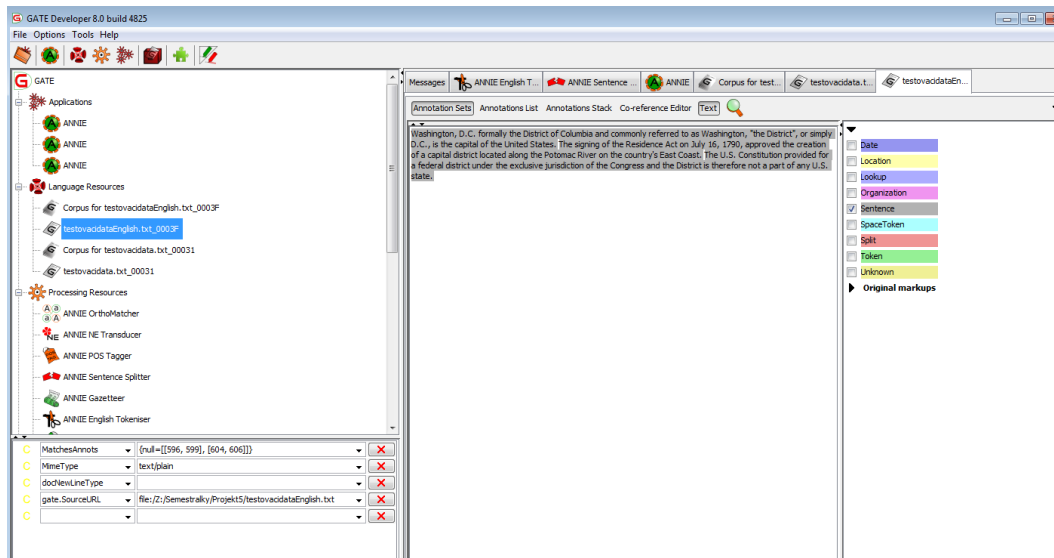 GATE Developer 8.0 build 4825
File Options Tools Help
GATE
Applications
ANNIE
ANNIE
ANNIE
Language Resources
Corpus for testovacidataEnglish.txt_0003F
testovacidataEnglish.txt_0003F
Corpus for testovacidata.txt_00031
testovacidata.txt_00031
Processing Resources
ANNIE OrthoMatcher
ANNIE NE Transducer
ANNIE POS Tagger
ANNIE Sentence Splitter
ANNIE Gazetteer
ANNIE English Tokeniser
C MatchesAnnots {null=[[596, 599], [604, 606]]}
C MimeType text/plain
C docNewLineType
C gate.SourceURL file:/Z:/Semestralky/Projekt5/testovacidataEnglish.txt
C
Messages ANNIE English T... ANNIE Sentence ... ANNIE Corpus for test... testovacidata.t... testovacidataEn...
Annotation Sets Annotations List Annotations Stack Co-reference Editor Text
Washington, D.C. formally the District of Columbia and commonly referred to as Washington, "the District", or simply
D.C., is the capital of the United States. The signing of the Residence Act on July 16, 1790, approved the creation
of a capital district located along the Potomac River on the country's East Coast. The U.S. Constitution provided for
a federal district under the exclusive jurisdiction of the Congress and the District is therefore not a part of any U.S.
state.
Date
Location
Lookup
Organization
Sentence
SpaceToken
Split
Token
Unknown
Original markups